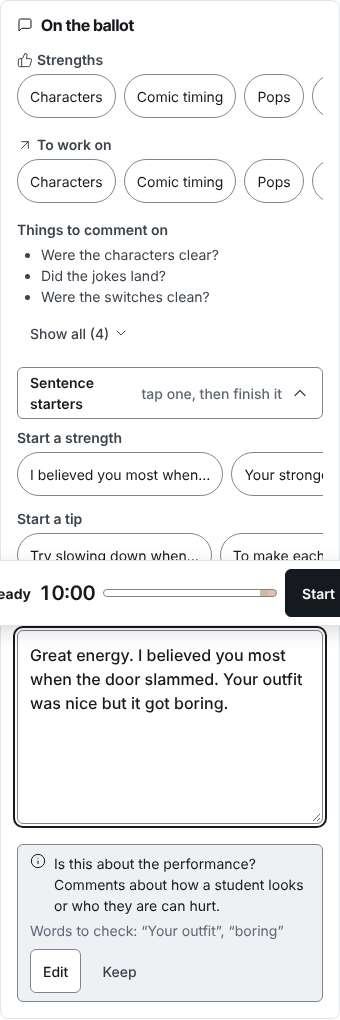 On the ballot
Strengths
Characters Comic timing Pops
To work on
Characters Comic timing Pops
Things to comment on
• Were the characters clear?
• Did the jokes land?
• Were the switches clean?
Show all (4)
Sentence starters tap one, then finish it
Start a strength
I believed you most when... Your stronge
Start a tip
Try slowing down when... To make each
eady 10:00 Start
Great energy. I believed you most
when the door slammed. Your outfit
was nice but it got boring.
Is this about the performance?
Comments about how a student looks
or who they are can hurt.
Words to check: “Your outfit”, “boring”
Edit Keep